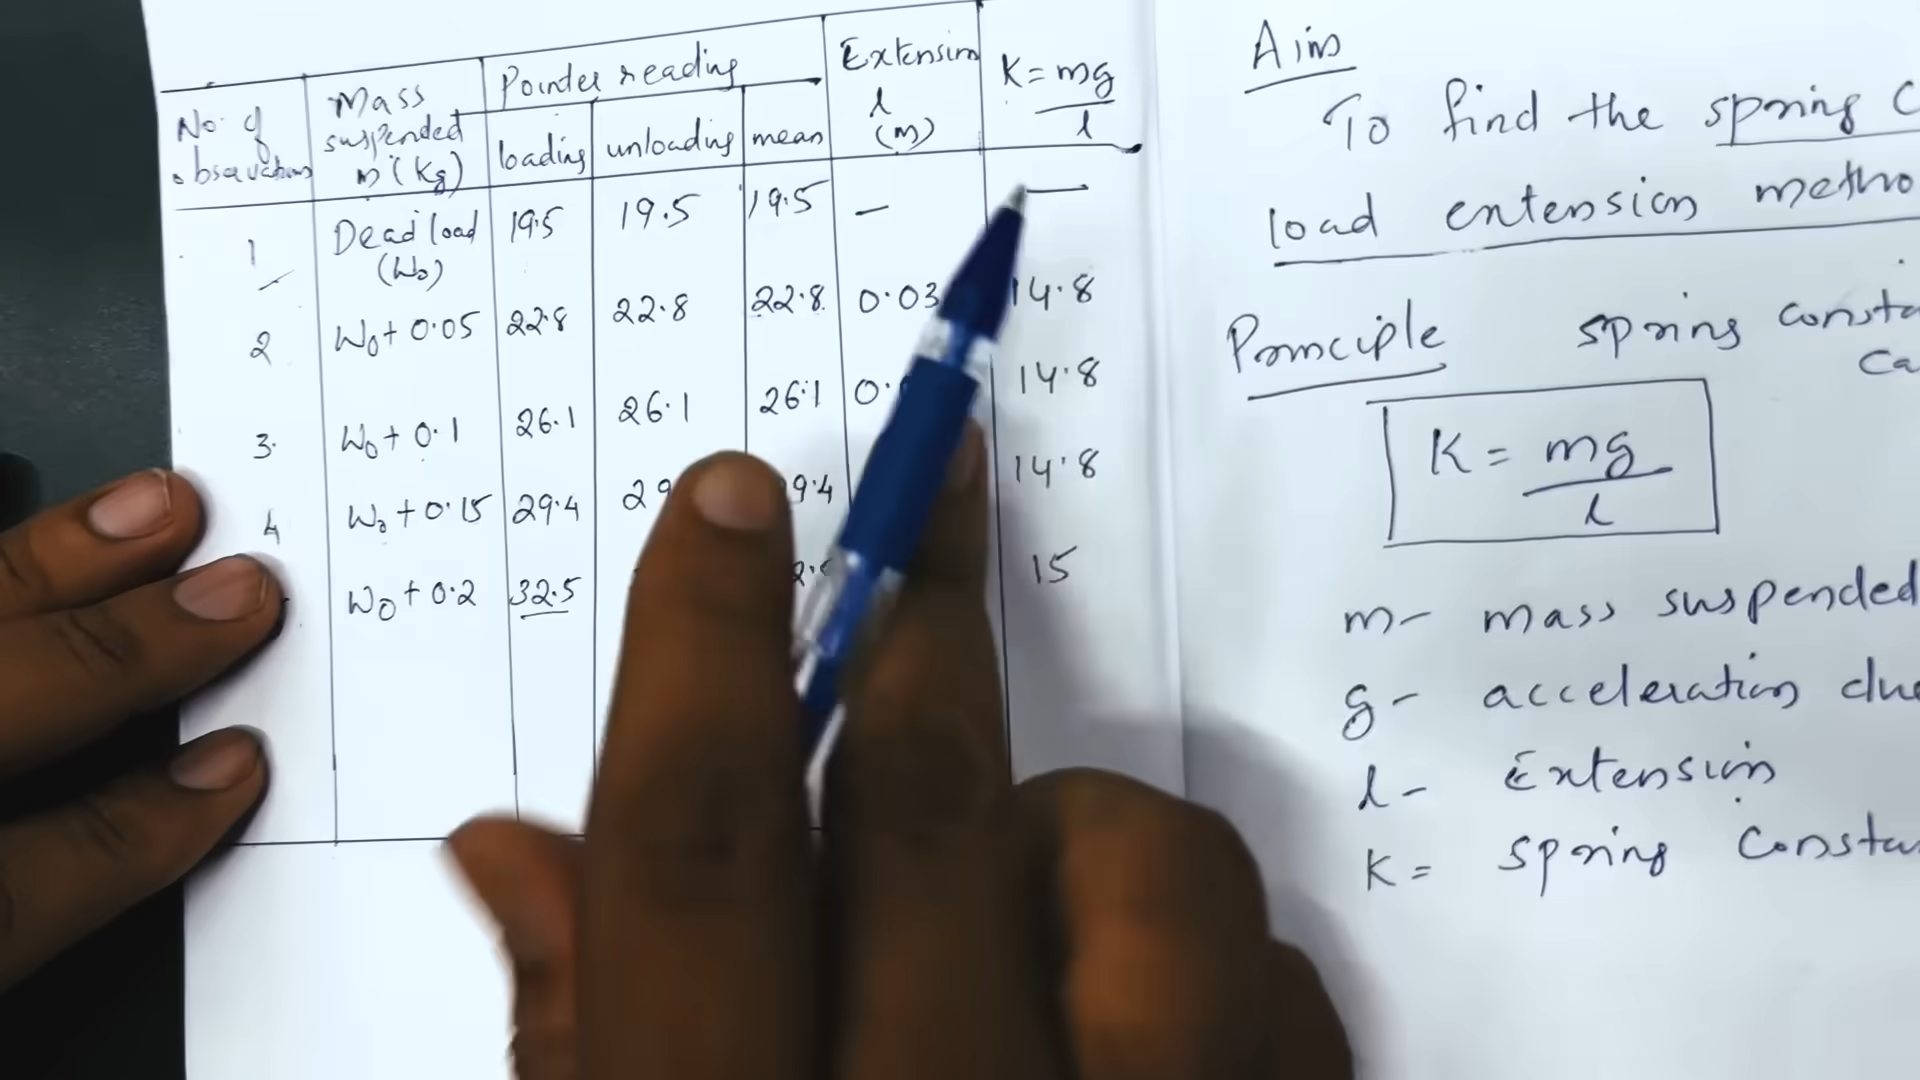 No. of observations Mass suspended m (Kg) Pointer reading Extension l (m) K = mg/l
loading unloading mean
1 Dead load (W0) 19.5 19.5 19.5 — —
2 W0 + 0.05 22.8 22.8 22.8 14.8
3. W0 + 0.1 26.1 26.1 26.1 14.8
4 W0 + 0.15 29.4 14.8
W0 + 0.2 32.5 15
Aim
To find the spring
load extension
Principle spring
K = mg/l
m - mass suspended
g - acceleration
l - Extension
K = spring